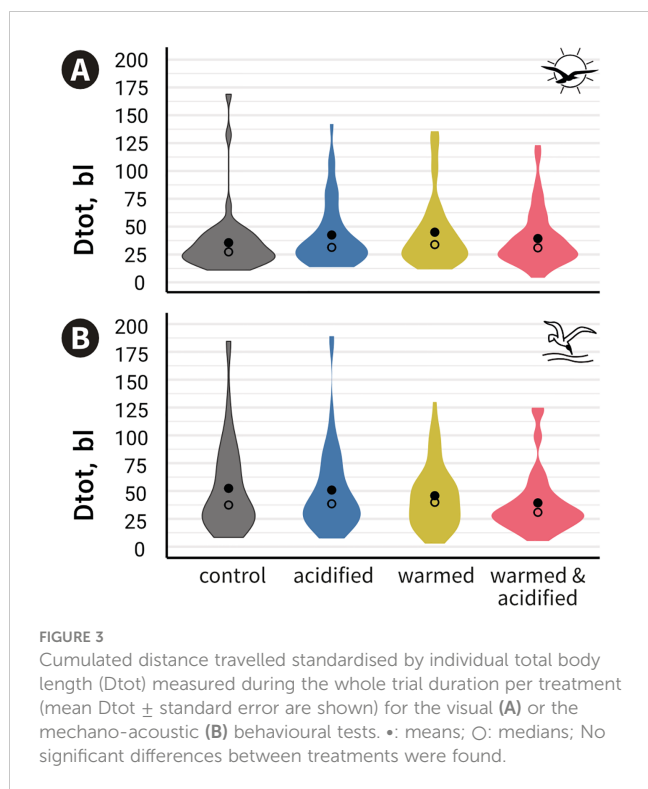 A
200
175
150
125
100
75
50
25
0
Dtot, bl
B
200
175
150
125
100
75
50
25
0
Dtot, bl
control acidified warmed warmed &
acidified
FIGURE 3
Cumulated distance travelled standardised by individual total body
length (Dtot) measured during the whole trial duration per treatment
(mean Dtot ± standard error are shown) for the visual (A) or the
mechano-acoustic (B) behavioural tests. •: means; ○: medians; No
significant differences between treatments were found.